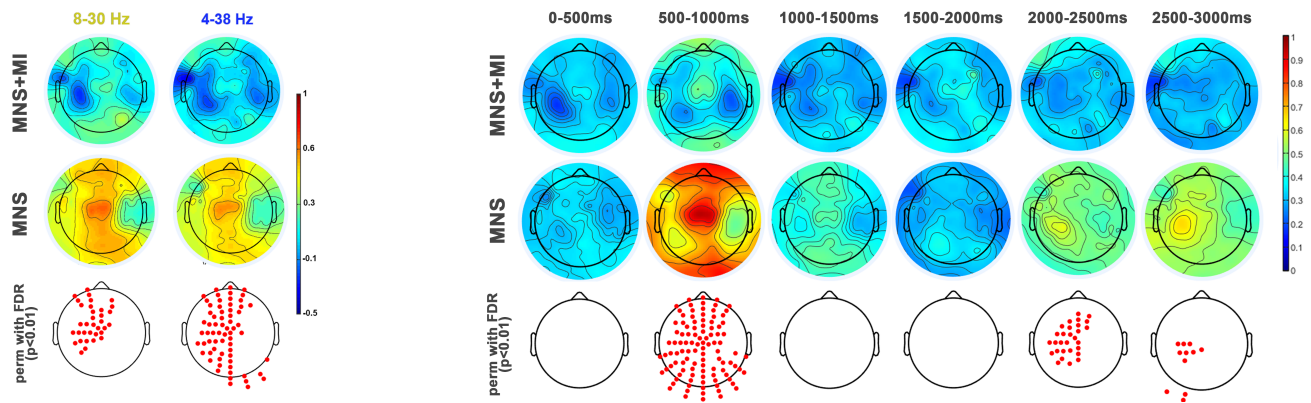 8-30 Hz 4-38 Hz 0-500ms 500-1000ms 1000-1500ms 1500-2000ms 2000-2500ms 2500-3000ms
MNS+MI
MNS
perm with FDR
(p<0.01)
1
0.6
0.3
-0.1
-0.5
MNS+MI
MNS
perm with FDR
(p<0.01)
1
0.9
0.8
0.7
0.6
0.5
0.4
0.3
0.2
0.1
0